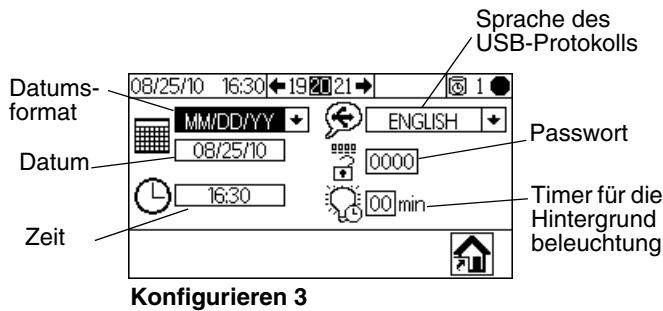 Sprache des
USB-Protokolls
Datums-
format
08/25/10 16:30 19 20 21 1
MM/DD/YY
ENGLISH
Datum
08/25/10
0000
Passwort
Zeit
16:30
00 min
Timer für die
Hintergrund
beleuchtung
Konfigurieren 3